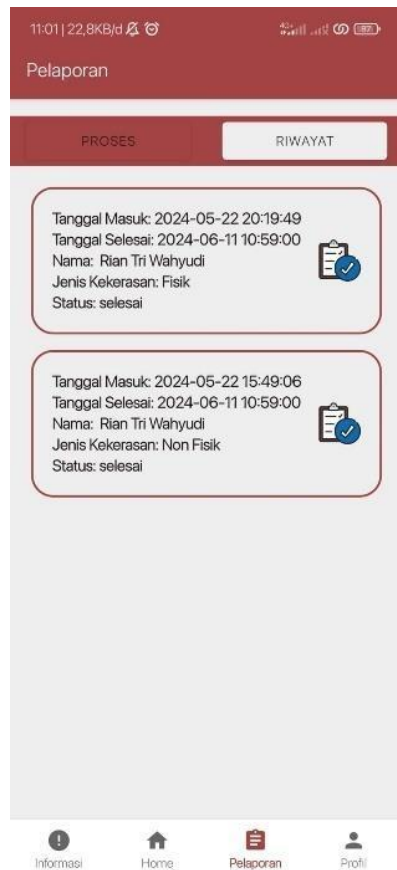 11:01 | 22,8KB/d
Pelaporan
PROSES
RIWAYAT
Tanggal Masuk: 2024-05-22 20:19:49
Tanggal Selesai: 2024-06-11 10:59:00
Nama: Rian Tri Wahyudi
Jenis Kekerasan: Fisik
Status: selesai
Tanggal Masuk: 2024-05-22 15:49:06
Tanggal Selesai: 2024-06-11 10:59:00
Nama: Rian Tri Wahyudi
Jenis Kekerasan: Non Fisik
Status: selesai
Informasi
Home
Pelaporan
Profil